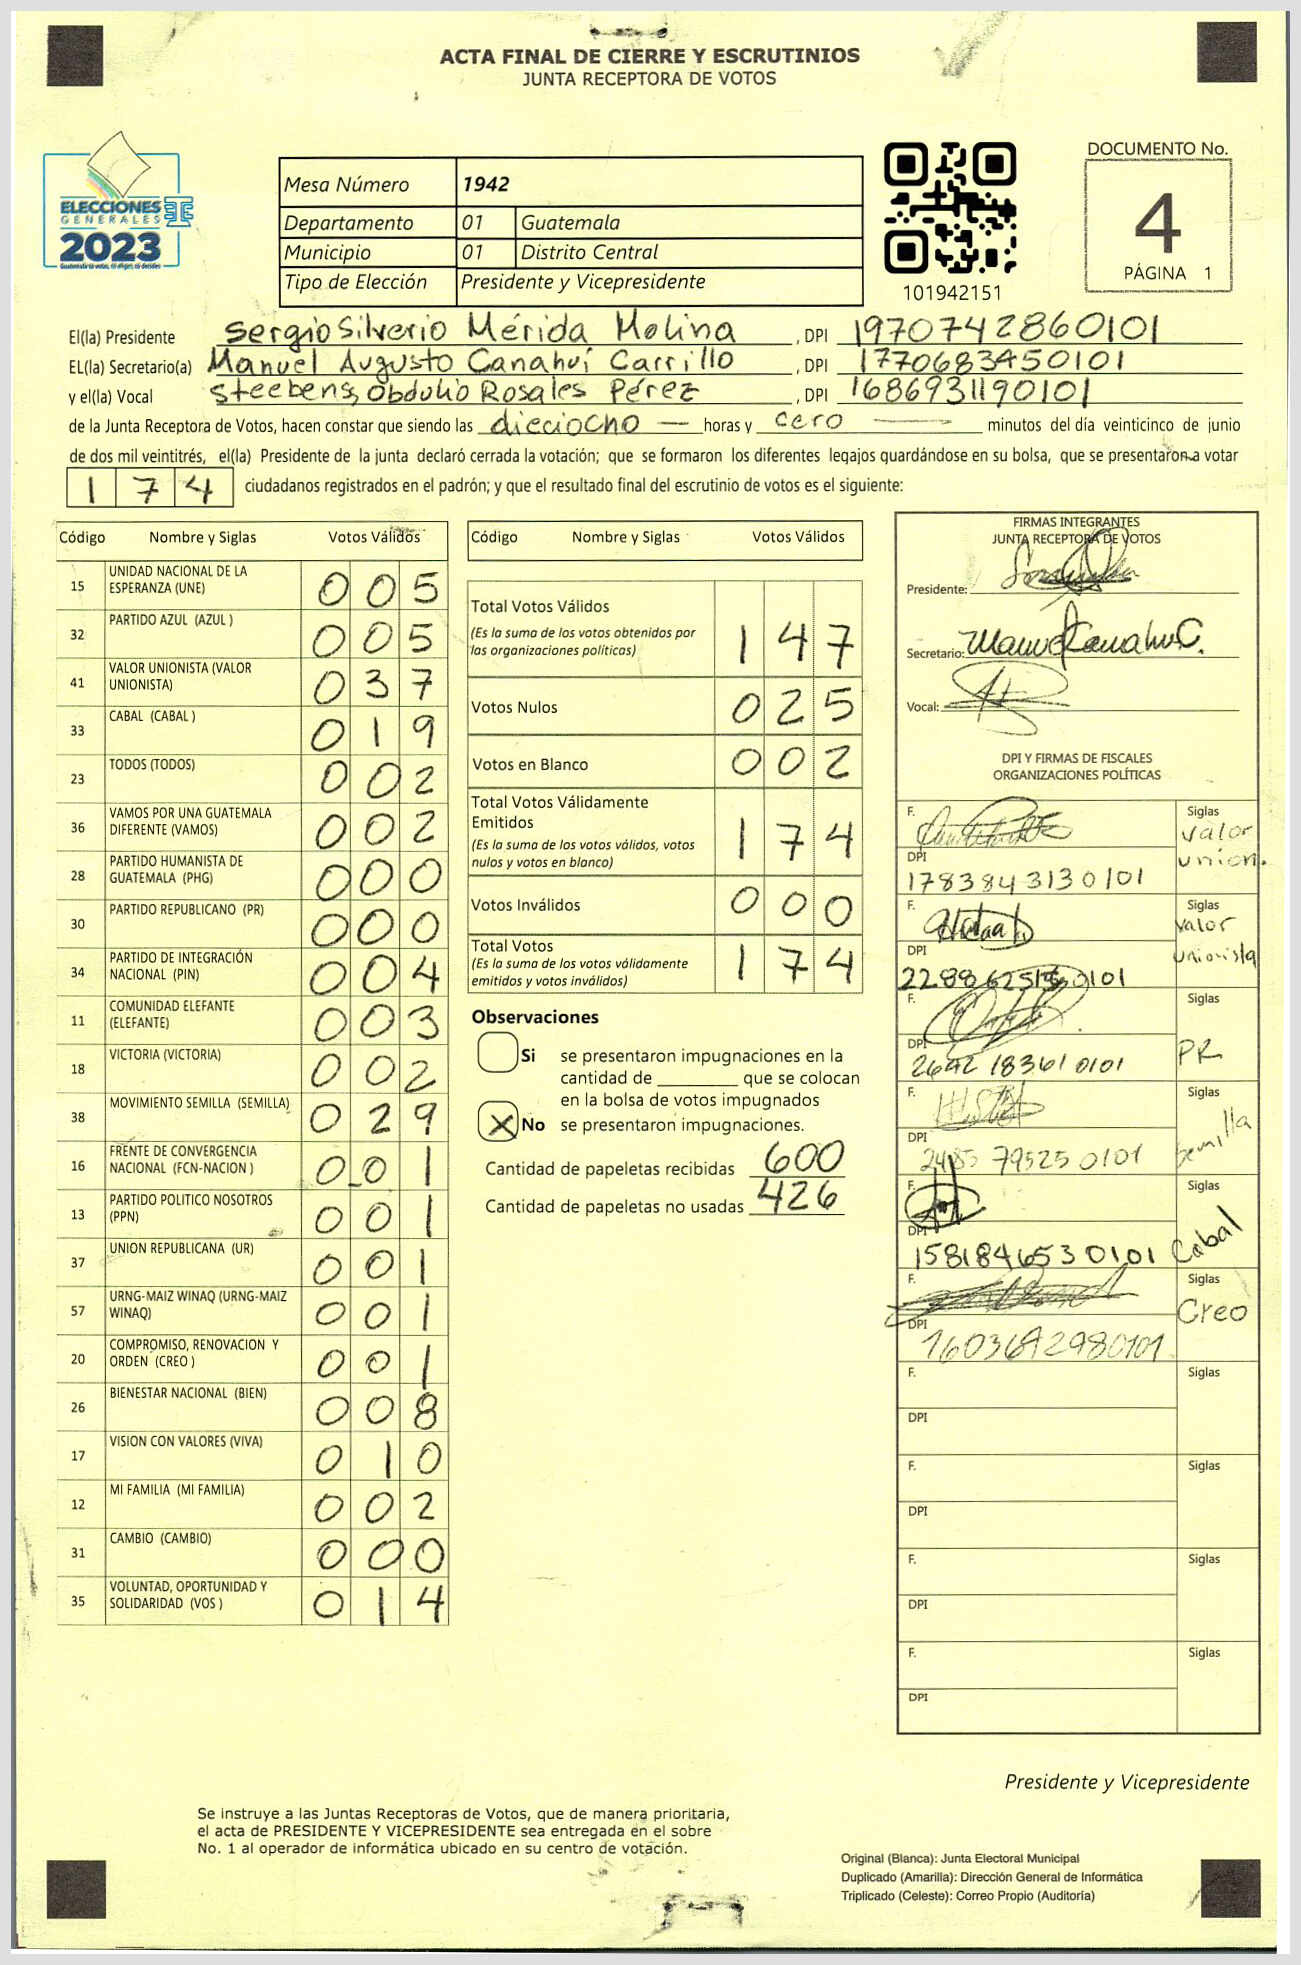 ACTA FINAL DE CIERRE Y ESCRUTINIOS
JUNTA RECEPTORA DE VOTOS
ELECCIONES
GENERALES
2023
Mesa Número 1942
Departamento 01 Guatemala
Municipio 01 Distrito Central
Tipo de Elección Presidente y Vicepresidente
101942151
DOCUMENTO No.
4
PÁGINA 1
El(la) Presidente Sergio Silverio Mérida Molina , DPI 1970742860101
EL(la) Secretario(a) Manuel Augusto Canahuí Carrillo , DPI 1770683450101
y el(la) Vocal Steebens, Obdulio Rosales Pérez , DPI 1686931190101
de la Junta Receptora de Votos, hacen constar que siendo las dieciocho — horas y cero — minutos del día veinticinco de junio
de dos mil veintitrés, el(la) Presidente de la junta declaró cerrada la votación; que se formaron los diferentes legajos quardándose en su bolsa, que se presentaron a votar
174 ciudadanos registrados en el padrón; y que el resultado final del escrutinio de votos es el siguiente:
Código Nombre y Siglas Votos Válidos
15 UNIDAD NACIONAL DE LA ESPERANZA (UNE) 005
32 PARTIDO AZUL (AZUL ) 005
41 VALOR UNIONISTA (VALOR UNIONISTA) 037
33 CABAL (CABAL ) 019
23 TODOS (TODOS) 002
36 VAMOS POR UNA GUATEMALA DIFERENTE (VAMOS) 002
28 PARTIDO HUMANISTA DE GUATEMALA (PHG) 000
30 PARTIDO REPUBLICANO (PR) 000
34 PARTIDO DE INTEGRACIÓN NACIONAL (PIN) 004
11 COMUNIDAD ELEFANTE (ELEFANTE) 003
18 VICTORIA (VICTORIA) 002
38 MOVIMIENTO SEMILLA (SEMILLA) 029
16 FRENTE DE CONVERGENCIA NACIONAL (FCN-NACION ) 001
13 PARTIDO POLITICO NOSOTROS (PPN) 001
37 UNION REPUBLICANA (UR) 001
57 URNG-MAIZ WINAQ (URNG-MAIZ WINAQ) 001
20 COMPROMISO, RENOVACION Y ORDEN (CREO ) 001
26 BIENESTAR NACIONAL (BIEN) 008
17 VISION CON VALORES (VIVA) 010
12 MI FAMILIA (MI FAMILIA) 002
31 CAMBIO (CAMBIO) 000
35 VOLUNTAD, OPORTUNIDAD Y SOLIDARIDAD (VOS ) 014
Código Nombre y Siglas Votos Válidos
Total Votos Válidos 147
(Es la suma de los votos obtenidos por
las organizaciones políticas)
Votos Nulos 025
Votos en Blanco 002
Total Votos Válidamente
Emitidos 174
(Es la suma de los votos válidos, votos
nulos y votos en blanco)
Votos Inválidos 000
Total Votos 174
(Es la suma de los votos válidamente
emitidos y votos inválidos)
Observaciones
Si se presentaron impugnaciones en la
cantidad de ________ que se colocan
en la bolsa de votos impugnados
X No se presentaron impugnaciones.
Cantidad de papeletas recibidas 600
Cantidad de papeletas no usadas 426
FIRMAS INTEGRANTES
JUNTA RECEPTORA DE VOTOS
Presidente:
Secretario:
Vocal:
DPI Y FIRMAS DE FISCALES
ORGANIZACIONES POLÍTICAS
F. Siglas valor
DPI 1783843130101 union.
F. Siglas valor
DPI unionista
F. Siglas
DPI 2642183610101 PR
F. Siglas
DPI 2485795250101 Semilla
F. Siglas
DPI 1581846530101 Cabal
F. Siglas
DPI Creo
F. Siglas
DPI
F. Siglas
DPI
F. Siglas
DPI
F. Siglas
DPI
Presidente y Vicepresidente
Se instruye a las Juntas Receptoras de Votos, que de manera prioritaria,
el acta de PRESIDENTE Y VICEPRESIDENTE sea entregada en el sobre
No. 1 al operador de informática ubicado en su centro de votación.
Original (Blanca): Junta Electoral Municipal
Duplicado (Amarilla): Dirección General de Informática
Triplicado (Celeste): Correo Propio (Auditoría)